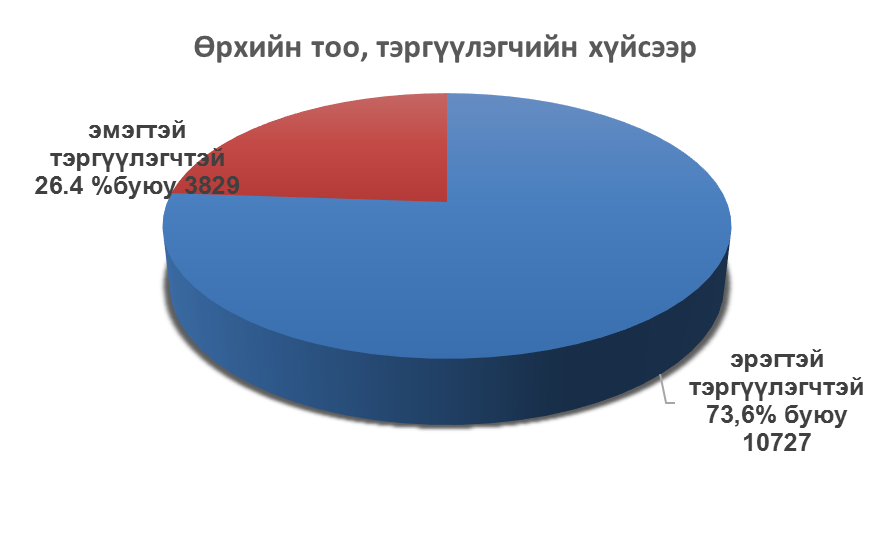 Өрхийн тоо, тэргүүлэгчийн хүйсээр
эмэгтэй
тэргүүлэгчтэй
26.4 %буюу 3829
эрэгтэй
тэргүүлэгчтэй
73,6% буюу
10727